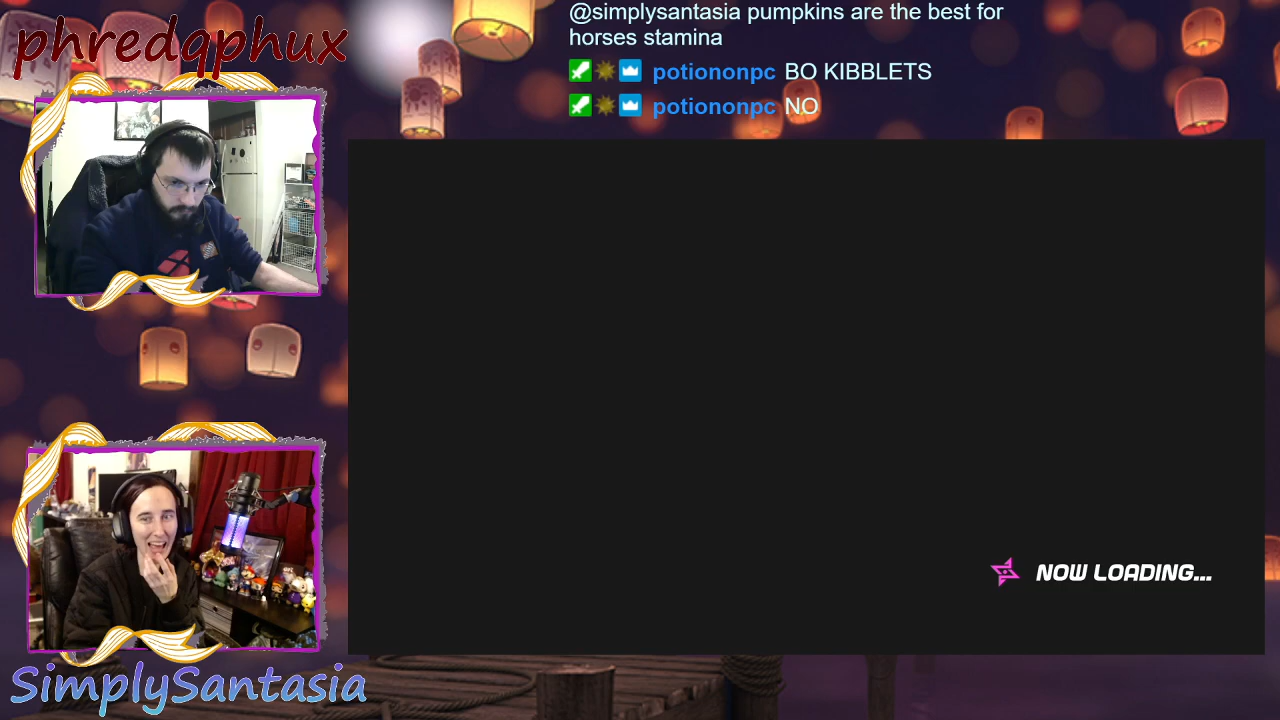 phredqphux
@simplysantasia pumpkins are the best for
horses stamina
potiononpc BO KIBBLETS
potiononpc NO
NOW LOADING...
SimplySantasia